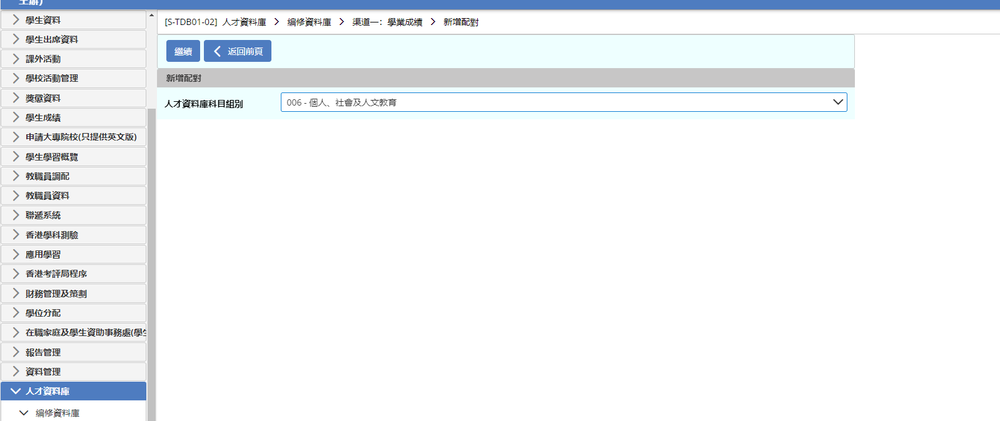 學生資料
學生出席資料
課外活動
學校活動管理
獎懲資料
學生成績
申請大專院校(只提供英文版)
學生學習概覽
教職員調配
教職員資料
聯遞系統
香港學科測驗
應用學習
香港考評局程序
財務管理及策劃
學位分配
在職家庭及學生資助事務處(學生
報告管理
資料管理
人才資料庫
編修資料庫
[S-TDB01-02] 人才資料庫 > 編修資料庫 > 渠道一：學業成績 > 新增配對
繼續 返回前頁
新增配對
人才資料庫科目組別 006 - 個人、社會及人文教育